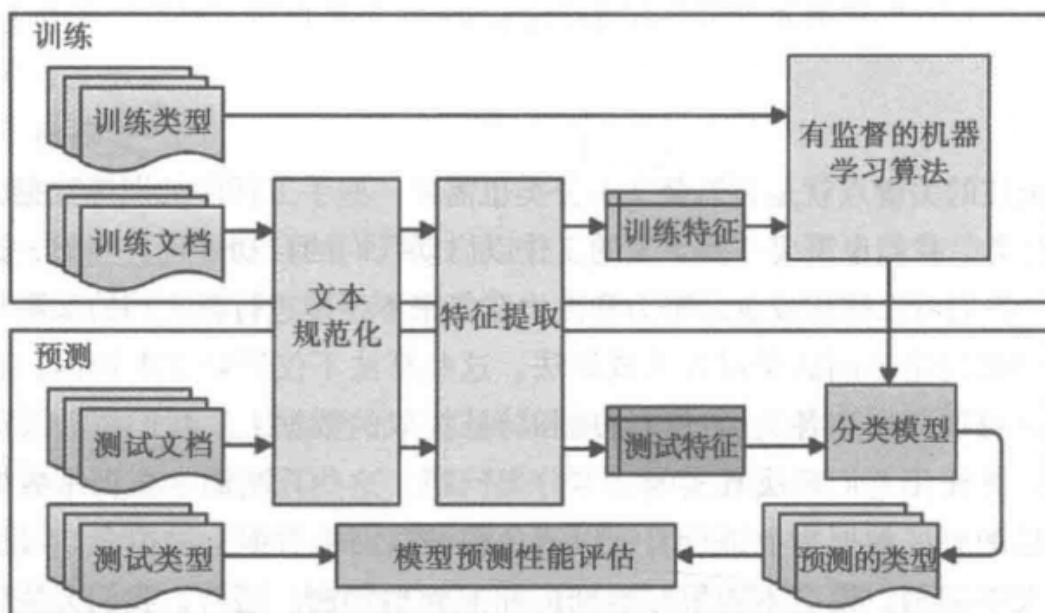 训练
训练类型
有监督的机器
学习算法
训练文档
训练特征
文本
规范化
特征提取
预测
测试文档
测试特征
分类模型
测试类型
模型预测性能评估
预测的类型